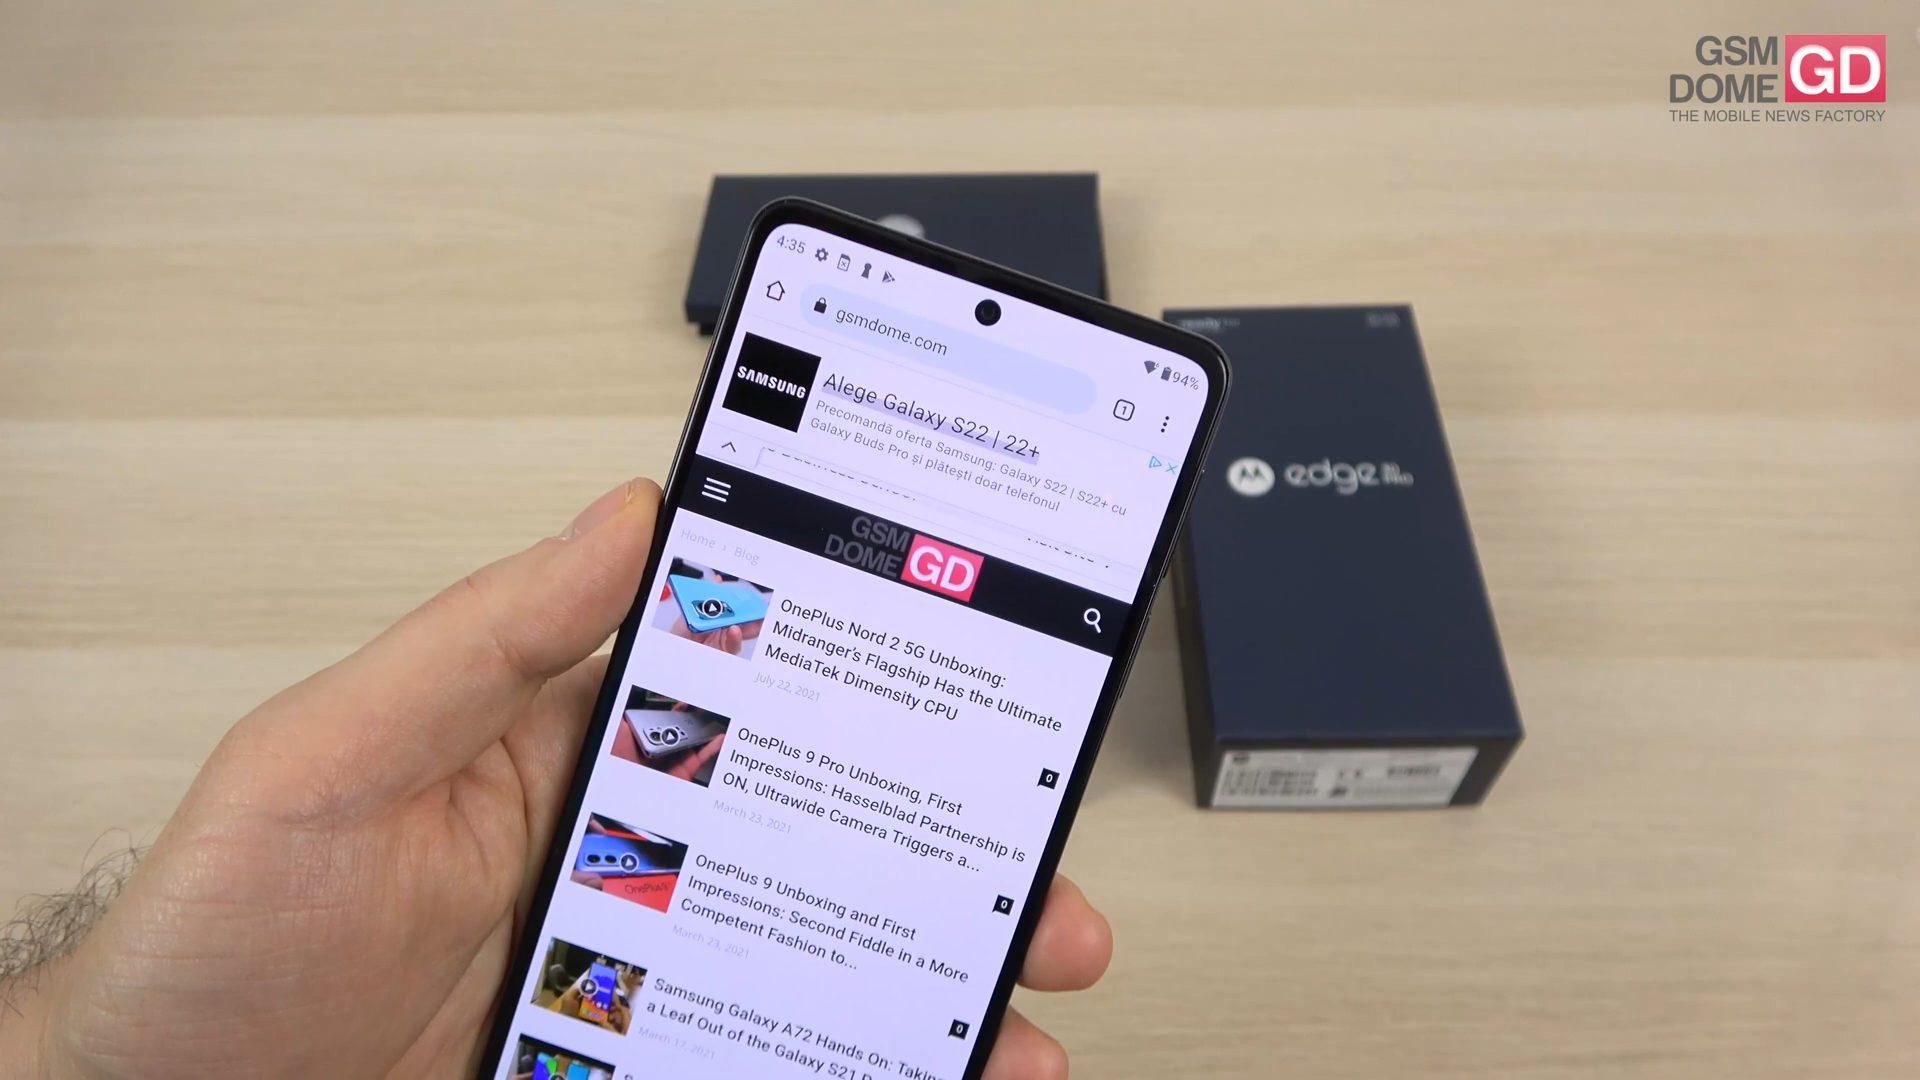 GSM
DOME GD
THE MOBILE NEWS FACTORY
4:35
94%
gsmdome.com
1
SAMSUNG
Alege Galaxy S22 | 22+
Precomandă oferta Samsung: Galaxy S22 | S22+ cu
Galaxy Buds Pro și plătești doar telefonul
GSM
DOME GD
Home › Blog
OnePlus Nord 2 5G Unboxing:
Midranger's Flagship Has the Ultimate
MediaTek Dimensity CPU
July 22, 2021
0
OnePlus 9 Pro Unboxing, First
Impressions: Hasselblad Partnership is
ON, Ultrawide Camera Triggers a...
March 23, 2021
0
OnePlus 9 Unboxing and First
Impressions: Second Fiddle in a More
Competent Fashion to...
March 23, 2021
0
Samsung Galaxy A72 Hands On: Taking
a Leaf Out of the Galaxy S21
March 17, 2021
edge